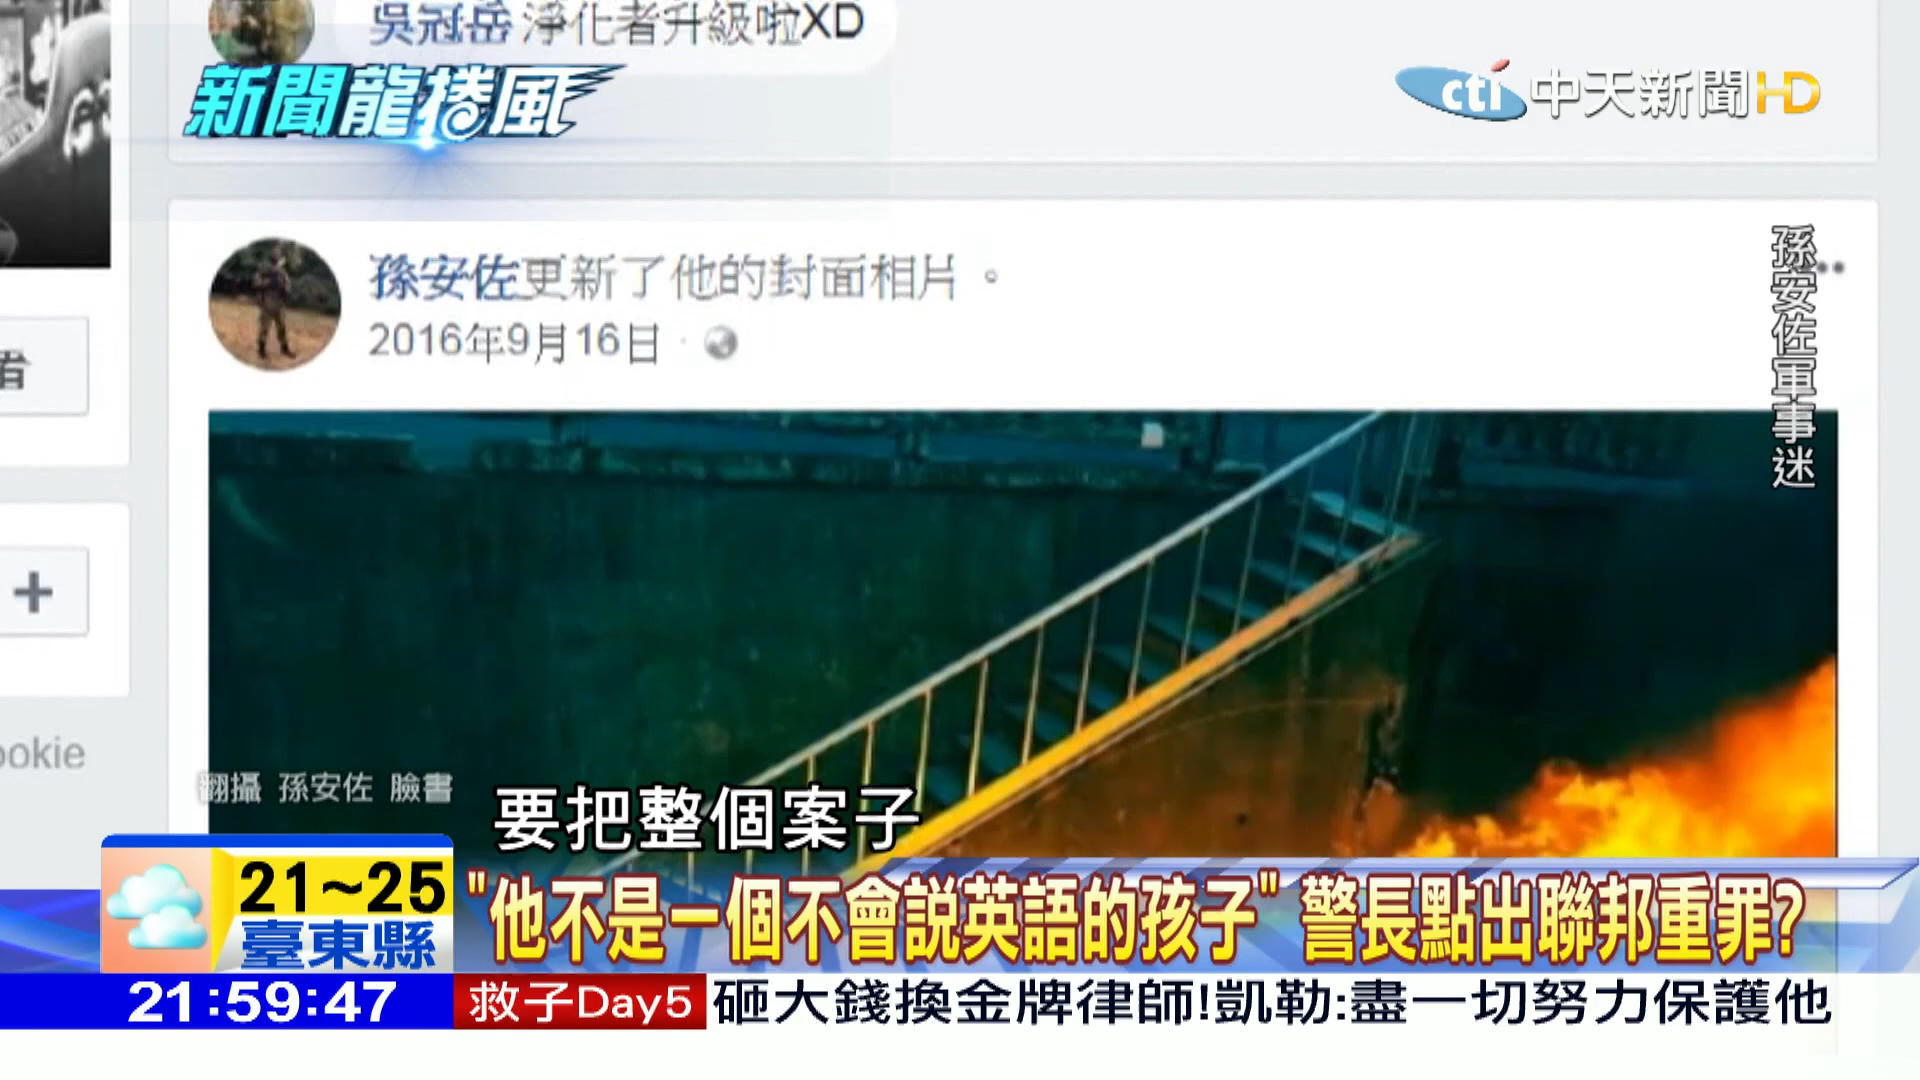 吳冠岳 淨化者升級啦XD
新聞龍捲風
cti 中天新聞HD
孫安佐更新了他的封面相片。
2016年9月16日
孫安佐軍事迷
者
+
ookie
翻攝 孫安佐 臉書
要把整個案子
21~25
臺東縣
"他不是一個不會説英語的孩子" 警長點出聯邦重罪?
21:59:47
救子Day5
砸大錢換金牌律師!凱勒:盡一切努力保護他